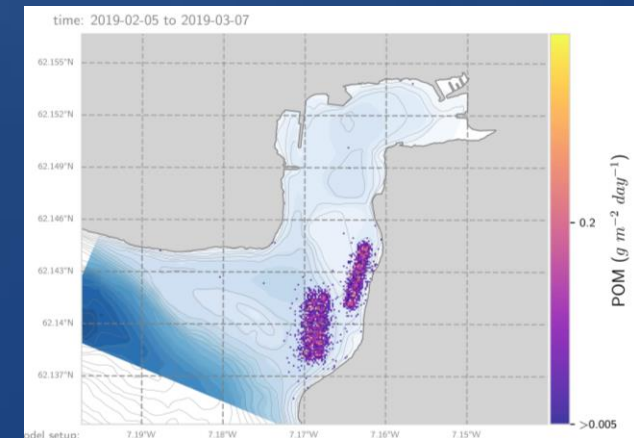 time: 2019-02-05 to 2019-03-07
62.155°N
62.152°N
62.149°N
62.146°N
62.143°N
62.14°N
62.137°N
7.19°W
7.18°W
7.17°W
7.16°W
7.15°W
0.2
>0.005
POM (g m⁻² day⁻¹)
odel setup: